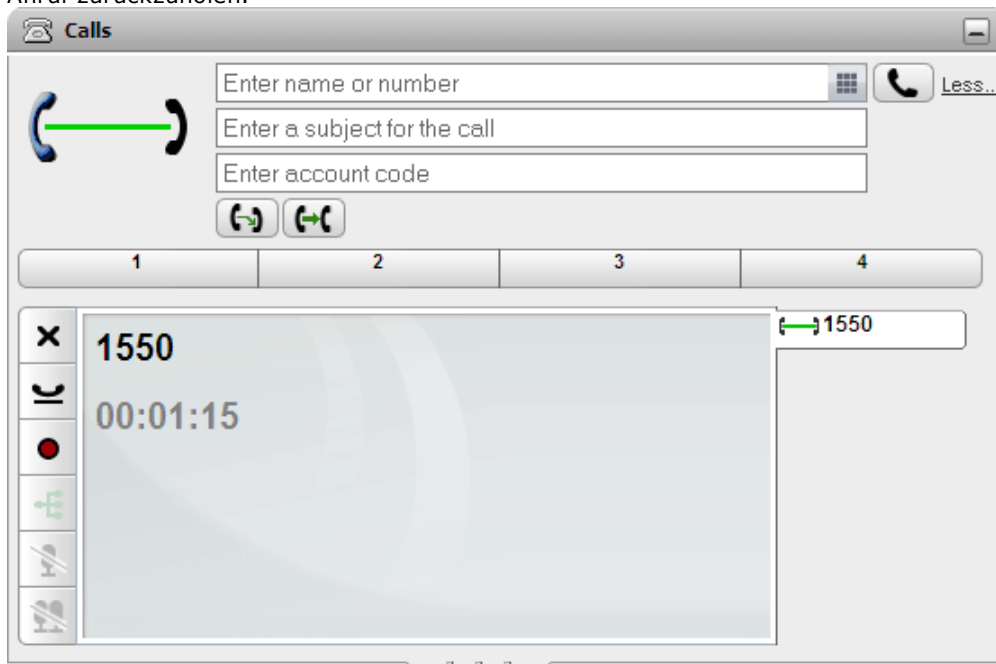 Anruf zurückzuholen.
Calls
Enter name or number
Less..
Enter a subject for the call
Enter account code
1 2 3 4
1550
1550
00:01:15